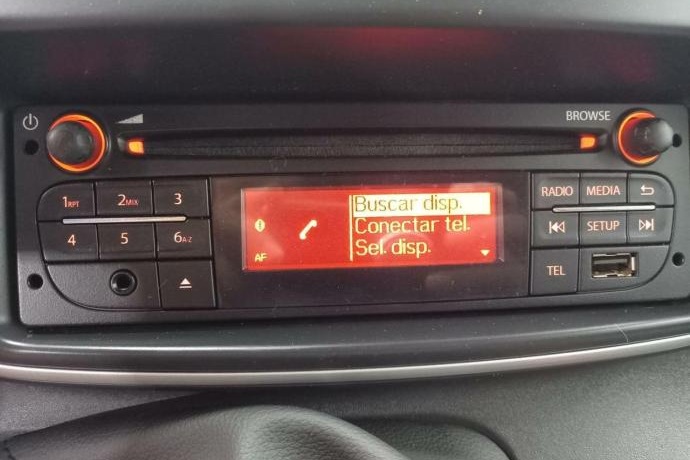 BROWSE
1RPT 2MIX 3
4 5 6A-Z
Buscar disp.
Conectar tel.
Sel. disp.
AF
RADIO MEDIA
SETUP
TEL